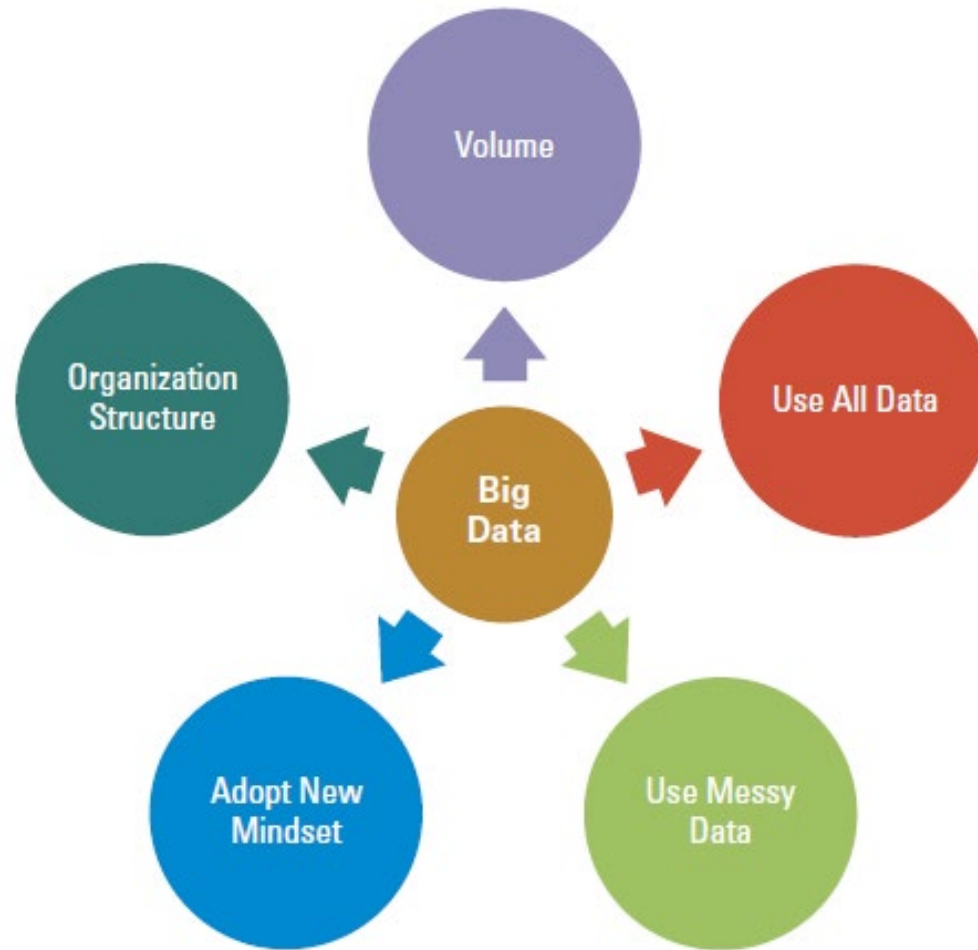 Volume
Organization
Structure
Use All Data
Big
Data
Adopt New
Mindset
Use Messy
Data